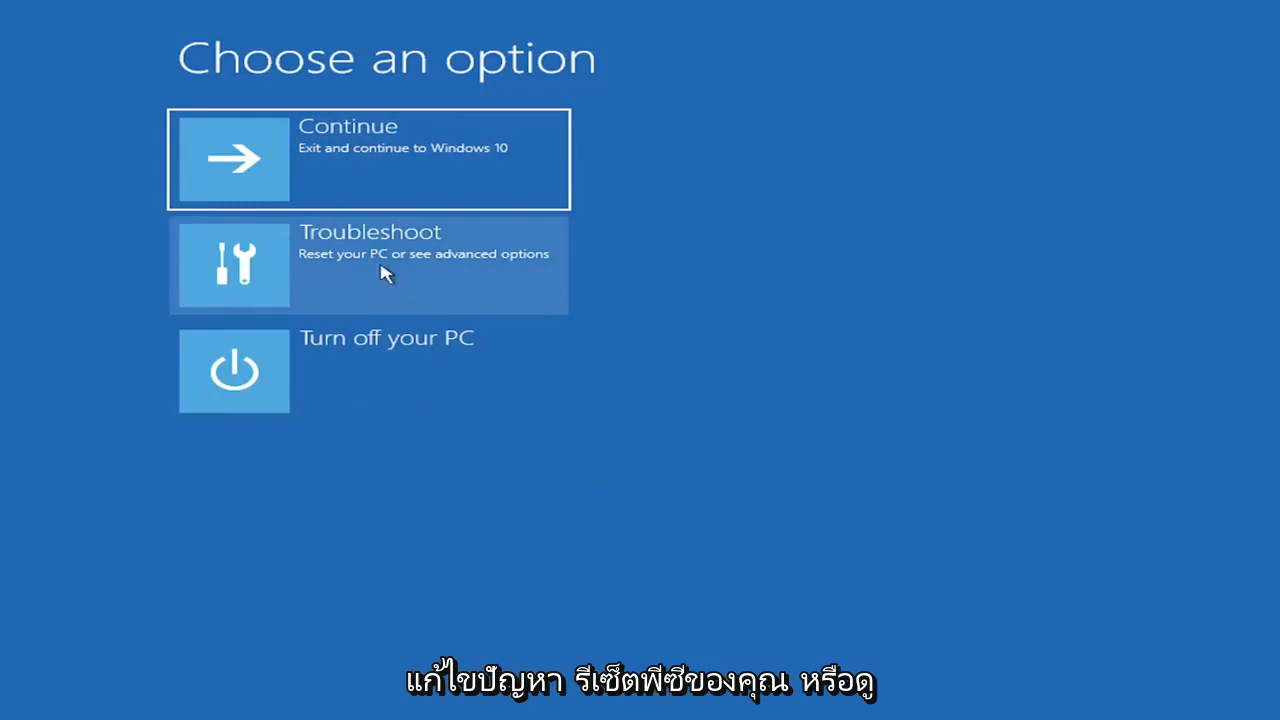 Choose an option
Continue
Exit and continue to Windows 10
Troubleshoot
Reset your PC or see advanced options
Turn off your PC
แก้ไขปัญหา รีเซ็ตพีซีของคุณ หรือดู